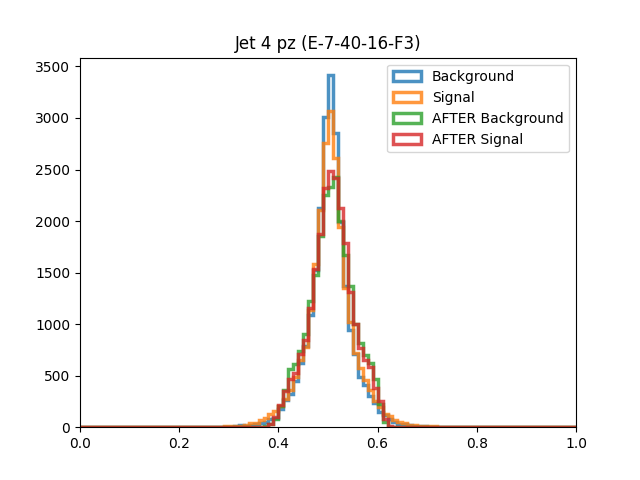 Jet 4 pz (E-7-40-16-F3)
3500
3000
2500
2000
1500
1000
500
0
0.0 0.2 0.4 0.6 0.8 1.0
Background
Signal
AFTER Background
AFTER Signal